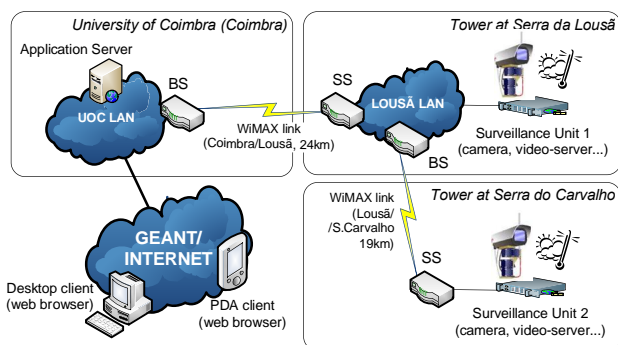 University of Coimbra (Coimbra)
Application Server
BS
UOC LAN
WiMAX link
(Coimbra/Lousã, 24km)
Tower at Serra da Lousã
SS
LOUSÃ LAN
BS
Surveillance Unit 1
(camera, video-server...)
WiMAX link
(Lousã/
/S.Carvalho
19km)
Tower at Serra do Carvalho
SS
Surveillance Unit 2
(camera, video-server...)
GEANT/
INTERNET
Desktop client
(web browser)
PDA client
(web browser)